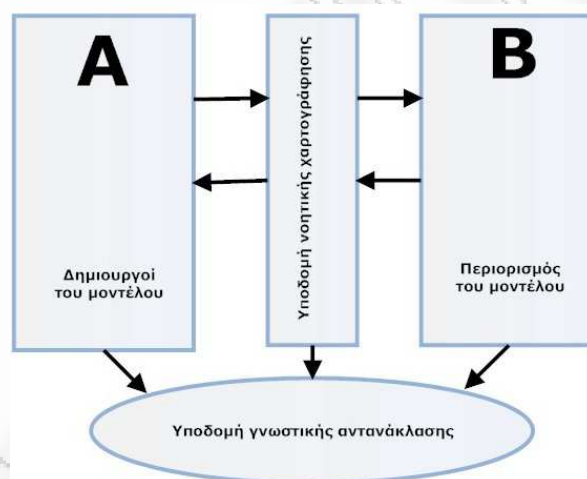 A
Δημιουργοί
του μοντέλου
Υποδομή νοητικής χαρτογράφησης
B
Περιορισμός
του μοντέλου
Υποδομή γνωστικής αντανάκλασης